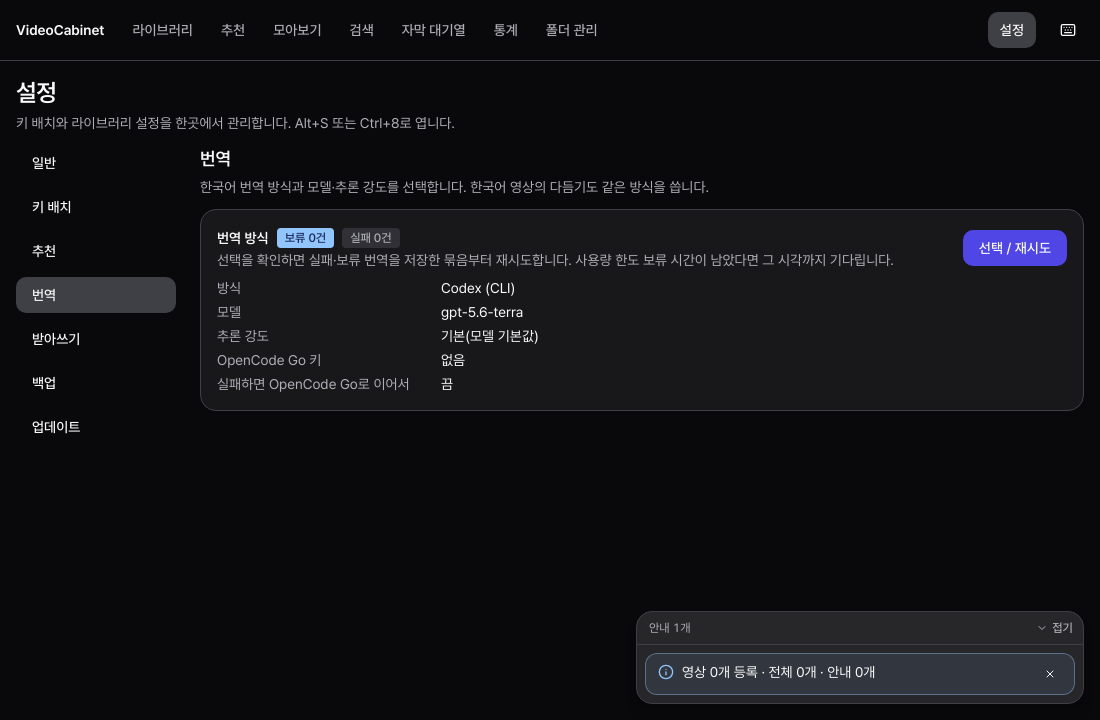 VideoCabinet 라이브러리 추천 모아보기 검색 자막 대기열 통계 폴더 관리 설정
설정
키 배치와 라이브러리 설정을 한곳에서 관리합니다. Alt+S 또는 Ctrl+8로 엽니다.
일반
키 배치
추천
번역
받아쓰기
백업
업데이트
번역
한국어 번역 방식과 모델·추론 강도를 선택합니다. 한국어 영상의 다듬기도 같은 방식을 씁니다.
번역 방식 보류 0건 실패 0건
선택을 확인하면 실패·보류 번역을 저장한 묶음부터 재시도합니다. 사용량 한도 보류 시간이 남았다면 그 시각까지 기다립니다.
선택 / 재시도
방식 Codex (CLI)
모델 gpt-5.6-terra
추론 강도 기본(모델 기본값)
OpenCode Go 키 없음
실패하면 OpenCode Go로 이어서 끔
안내 1개 접기
영상 0개 등록 · 전체 0개 · 안내 0개